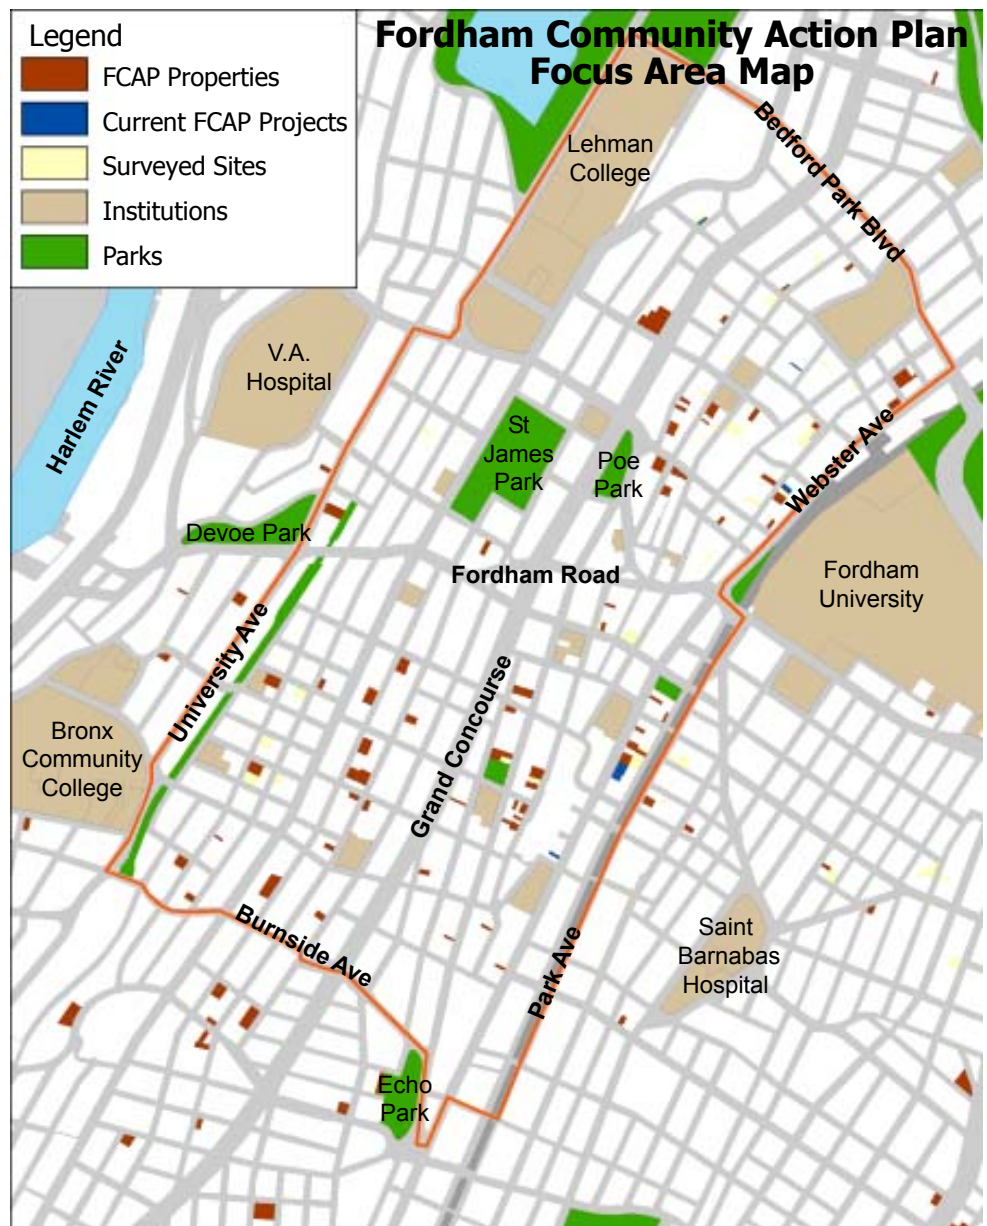 Fordham Community Action Plan
Focus Area Map
Legend
FCAP Properties
Current FCAP Projects
Surveyed Sites
Institutions
Parks
Lehman
College
Bedford Park Blvd
V.A.
Hospital
Harlem River
St
James
Park
Poe
Park
Webster Ave
Devoe Park
Fordham Road
Fordham
University
University Ave
Grand Concourse
Bronx
Community
College
Burnside Ave
Park Ave
Saint
Barnabas
Hospital
Echo
Park